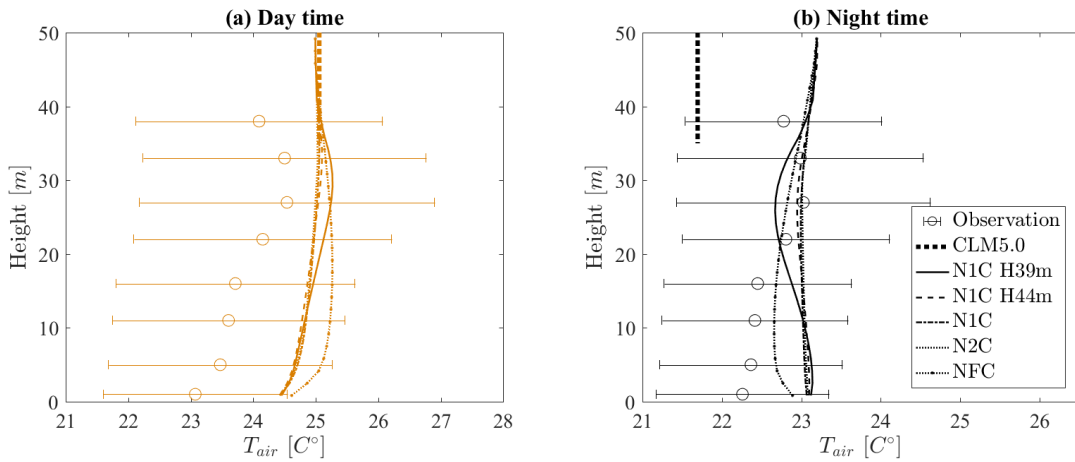 (a) Day time
50
40
30
20
10
0
Height [m]
21 22 23 24 25 26 27
T_air [C°]
(b) Night time
50
40
30
20
10
0
Height [m]
21 22 23 24 25 26
T_air [C°]
Observation
CLM5.0
N1C H39m
N1C H44m
N1C
N2C
NFC